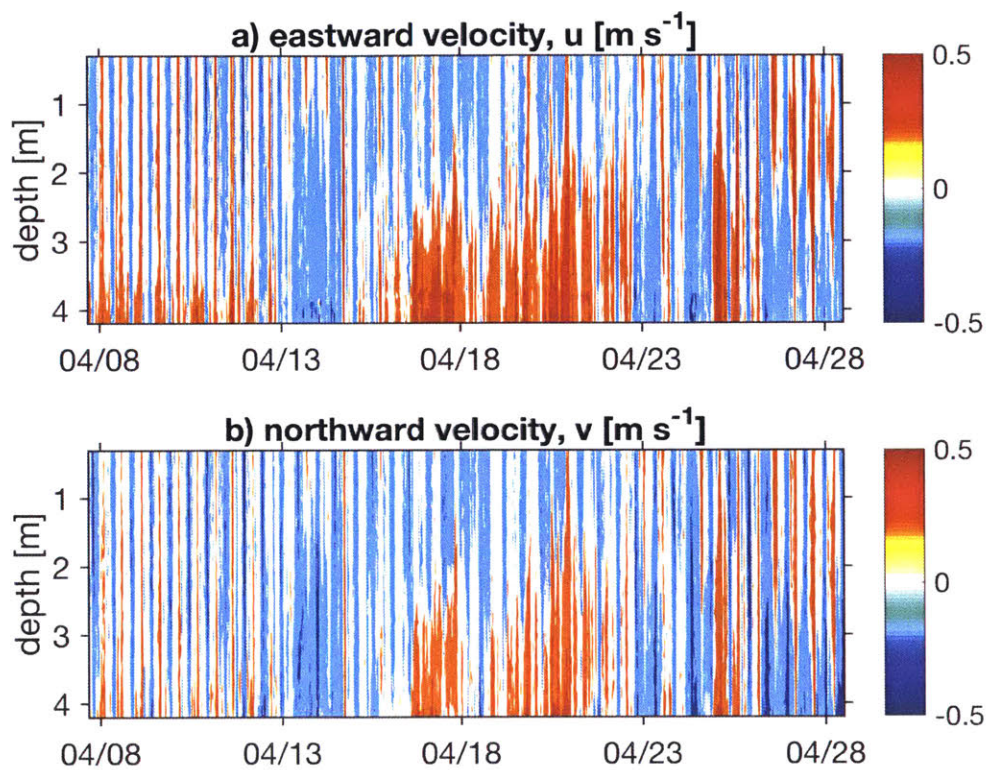 a) eastward velocity, u [m s⁻¹]
depth [m]
1
2
3
4
04/08 04/13 04/18 04/23 04/28
0.5
0
-0.5
b) northward velocity, v [m s⁻¹]
depth [m]
1
2
3
4
04/08 04/13 04/18 04/23 04/28
0.5
0
-0.5